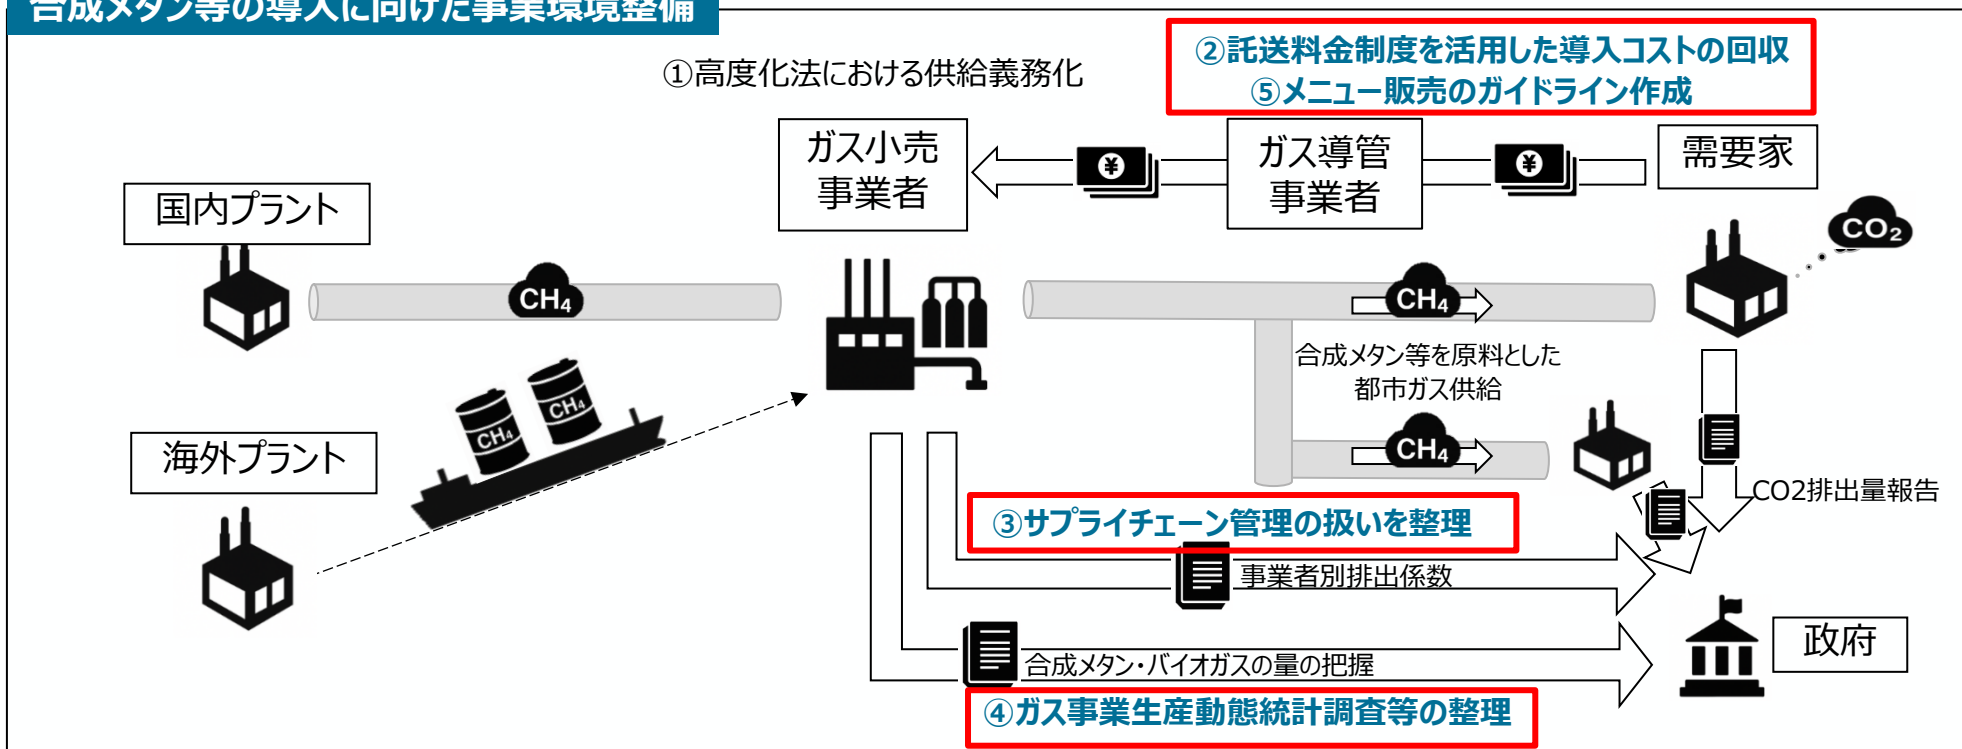 合成メタン等の導入に向けた事業環境整備
①高度化法における供給義務化
②託送料金制度を活用した導入コストの回収
⑤メニュー販売のガイドライン作成
ガス小売
事業者
¥
ガス導管
事業者
¥
需要家
国内プラント
CO₂
CH₄
CH₄
合成メタン等を原料とした
都市ガス供給
CH₄
CH₄
海外プラント
CH₄
CO2排出量報告
③サプライチェーン管理の扱いを整理
事業者別排出係数
政府
合成メタン・バイオガスの量の把握
④ガス事業生産動態統計調査等の整理